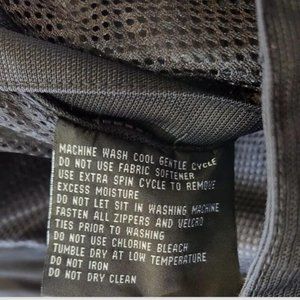 MACHINE WASH COOL GENTLE CYCLE
DO NOT USE FABRIC SOFTENER
USE EXTRA SPIN CYCLE TO REMOVE
EXCESS MOISTURE
DO NOT LET SIT IN WASHING MACHINE
FASTEN ALL ZIPPERS AND VELCRO
TIES PRIOR TO WASHING
DO NOT USE CHLORINE BLEACH
TUMBLE DRY AT LOW TEMPERATURE
DO NOT IRON
DO NOT DRY CLEAN